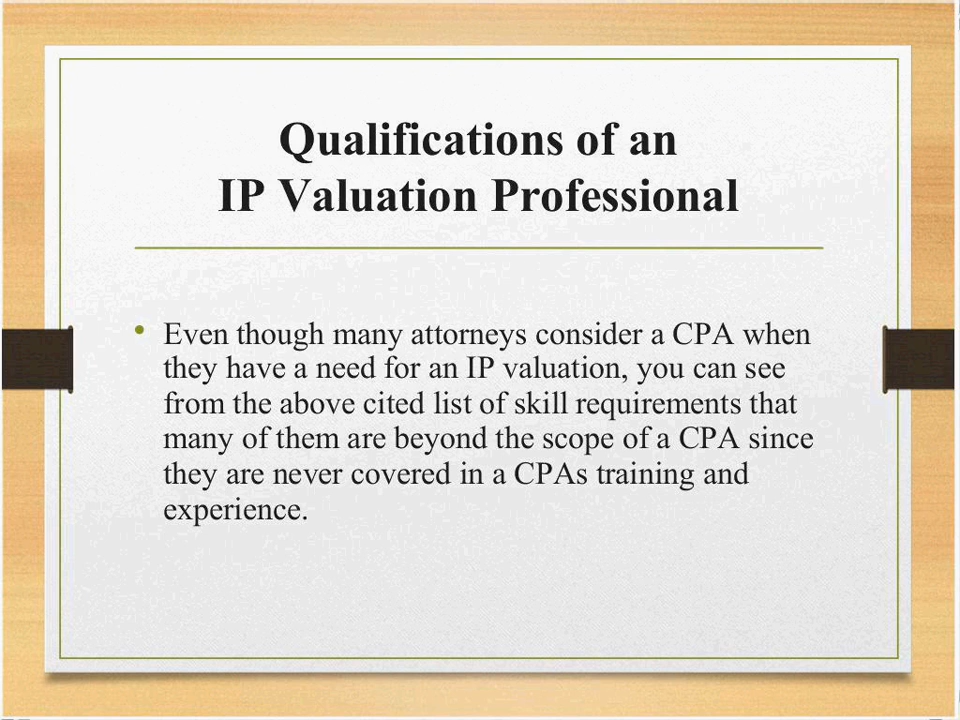 Qualifications of an
IP Valuation Professional
• Even though many attorneys consider a CPA when
they have a need for an IP valuation, you can see
from the above cited list of skill requirements that
many of them are beyond the scope of a CPA since
they are never covered in a CPAs training and
experience.